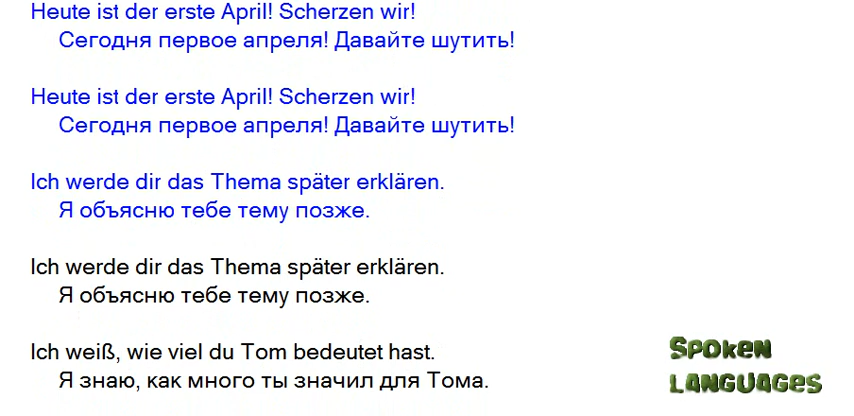 Heute ist der erste April! Scherzen wir!
Сегодня первое апреля! Давайте шутить!
Heute ist der erste April! Scherzen wir!
Сегодня первое апреля! Давайте шутить!
Ich werde dir das Thema später erklären.
Я объясню тебе тему позже.
Ich werde dir das Thema später erklären.
Я объясню тебе тему позже.
Ich weiß, wie viel du Tom bedeutet hast.
Я знаю, как много ты значил для Тома.
Spoken
Languages